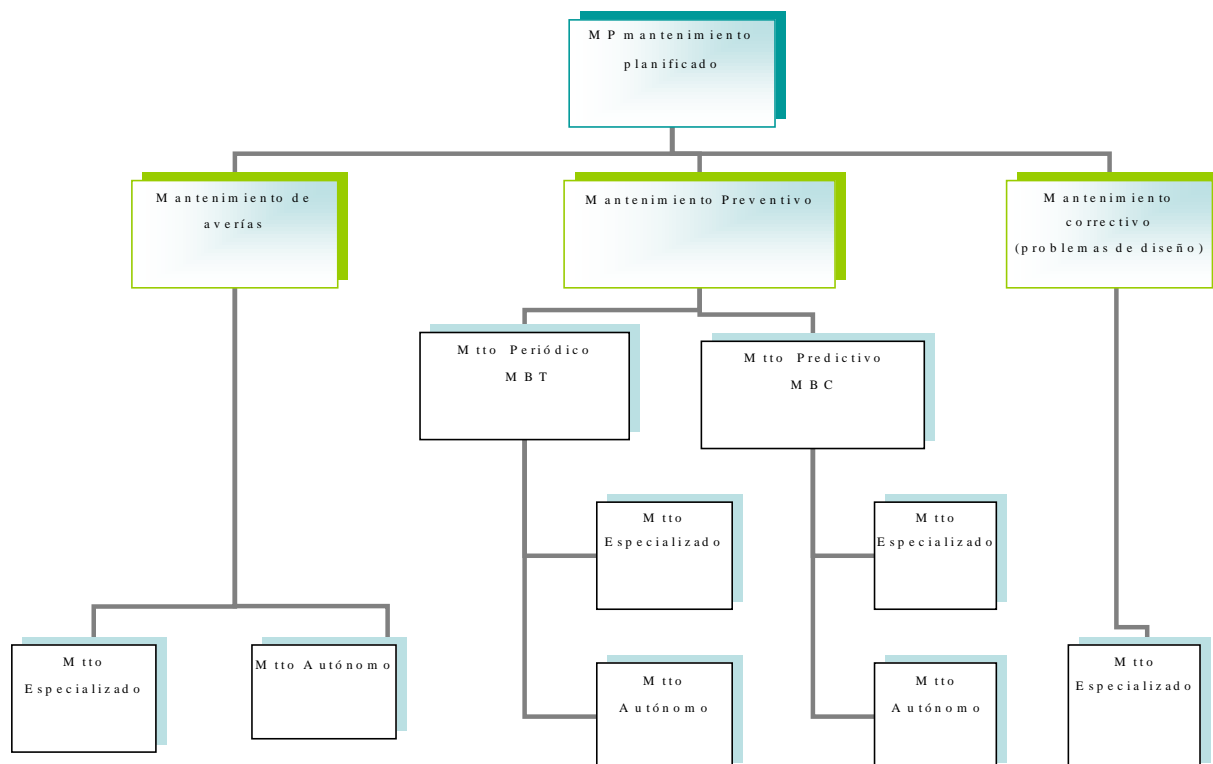 MP mantenimiento
planificado
Mantenimiento de
averías
Mantenimiento Preventivo
Mantenimiento
correctivo
(problemas de diseño)
Mtto Periódico
MBT
Mtto Predictivo
MBC
Mtto
Especializado
Mtto
Especializado
Mtto
Especializado
Mtto Autónomo
Mtto
Autónomo
Mtto
Autónomo
Mtto
Especializado